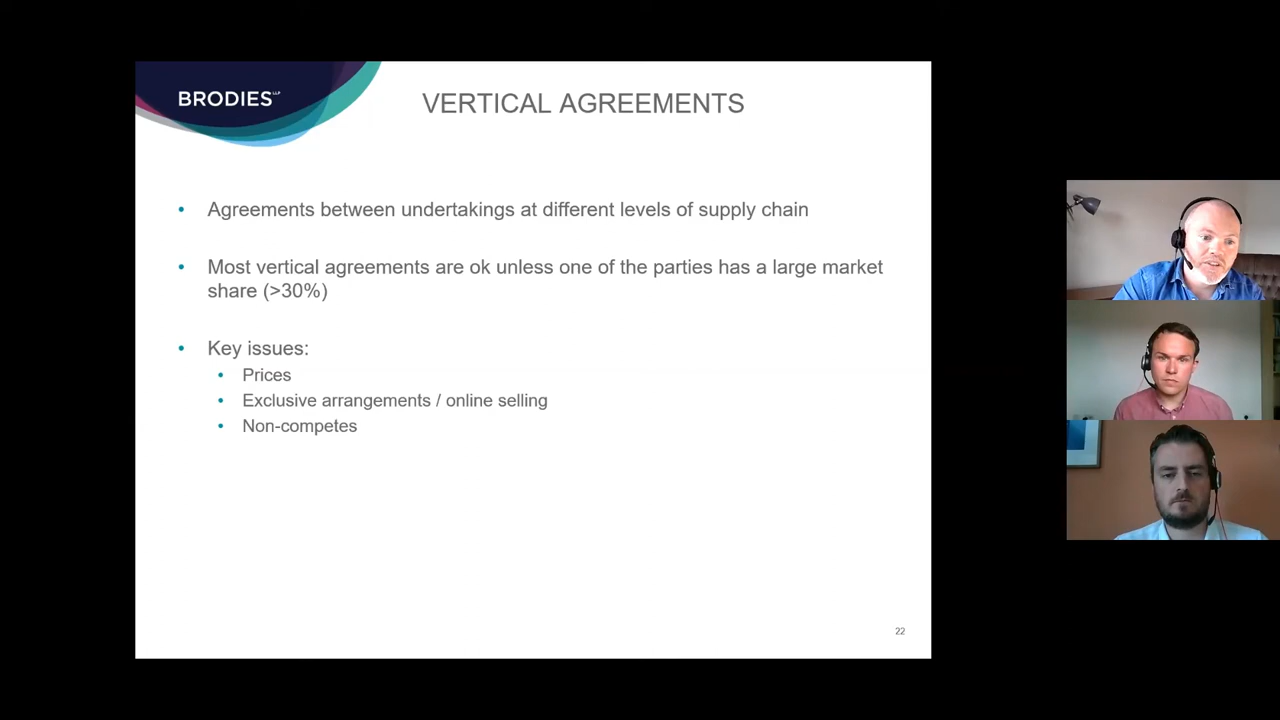 BRODIES LLP
VERTICAL AGREEMENTS
• Agreements between undertakings at different levels of supply chain
• Most vertical agreements are ok unless one of the parties has a large market
share (>30%)
• Key issues:
• Prices
• Exclusive arrangements / online selling
• Non-competes
22